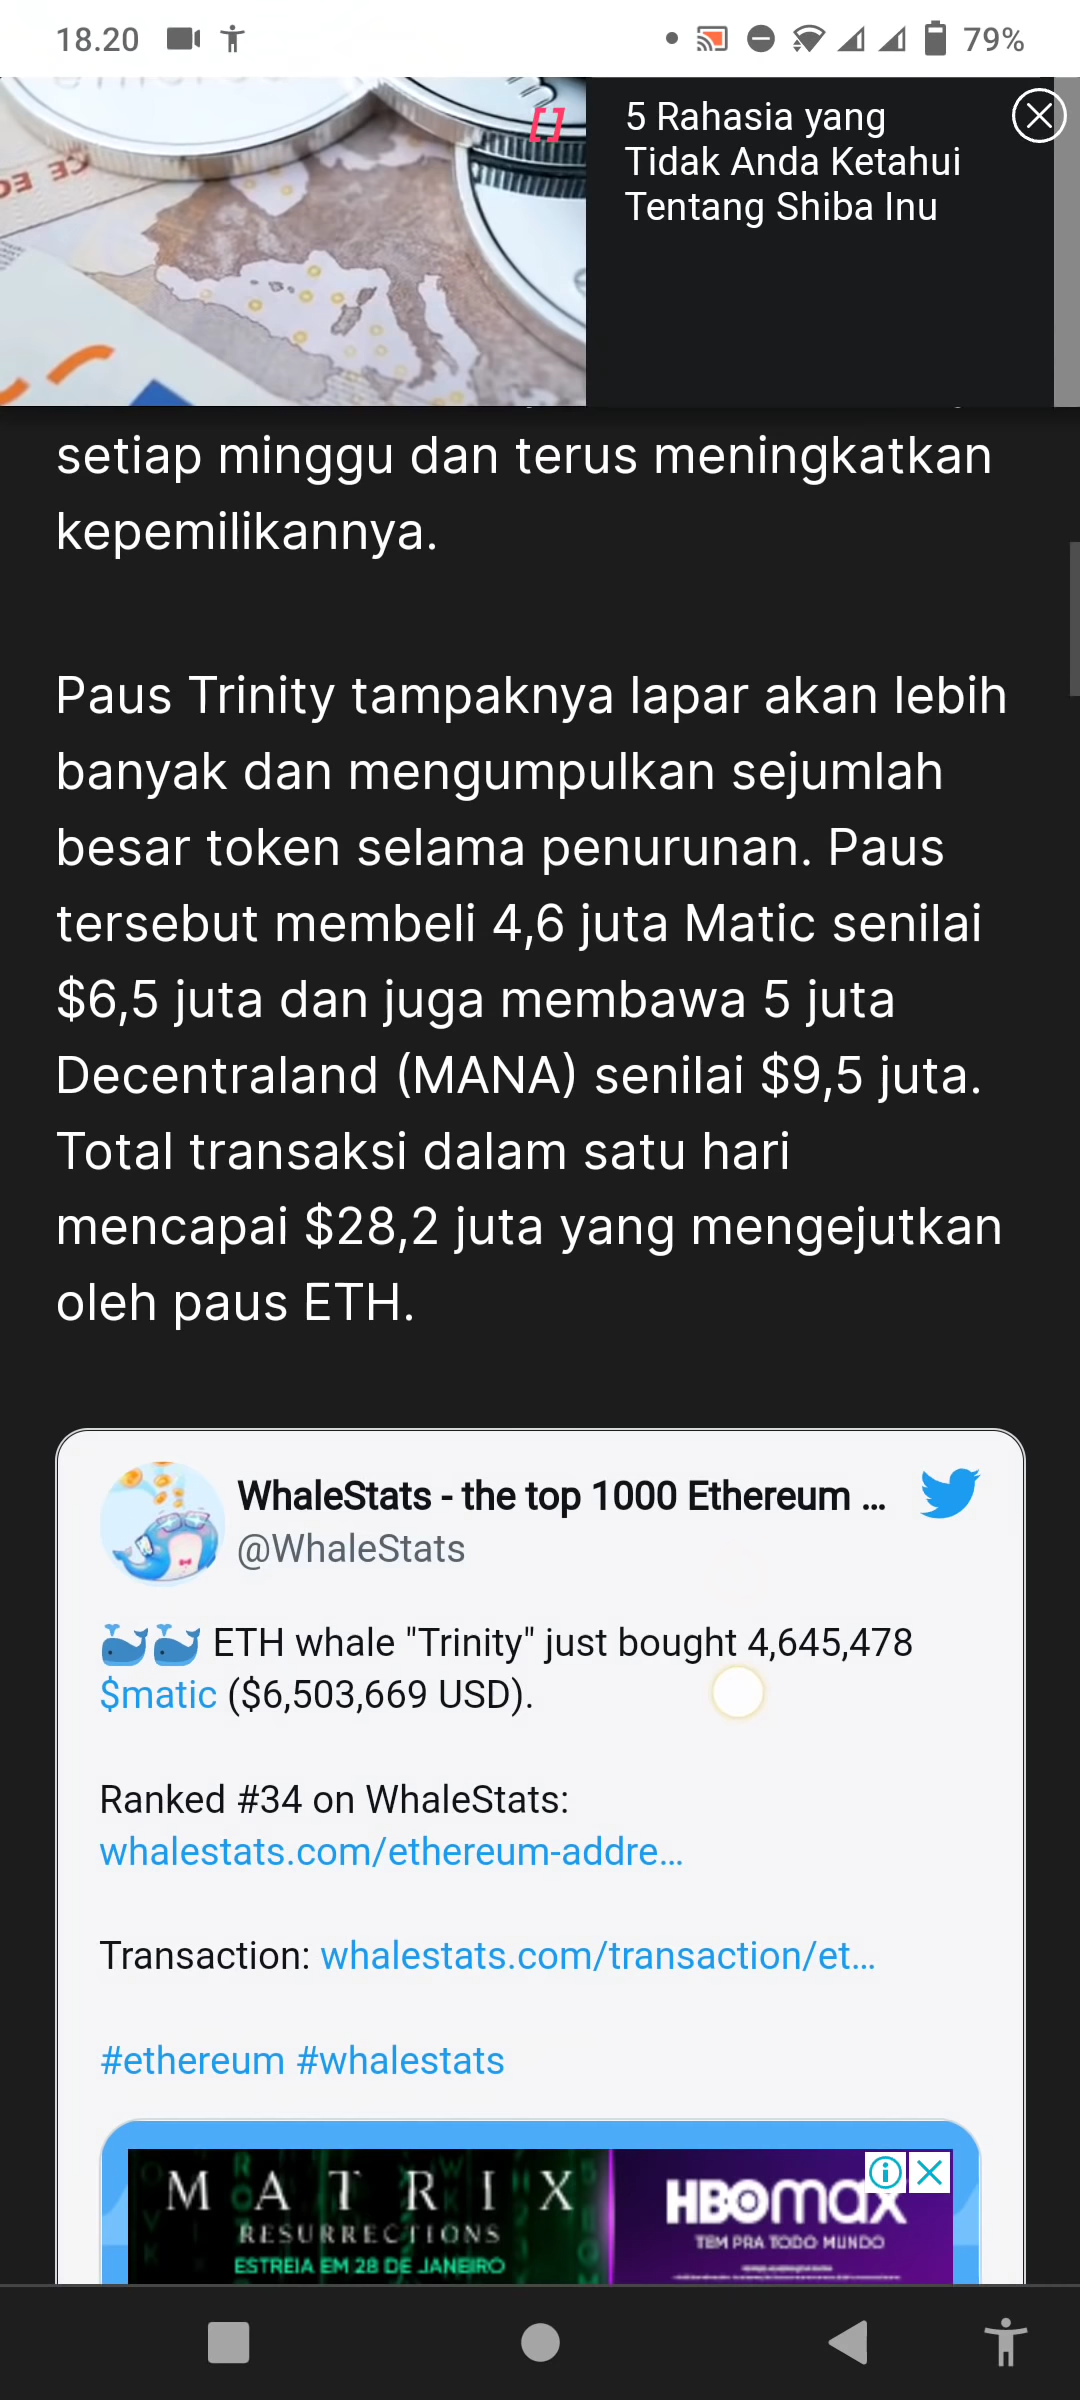 18.20
79%
5 Rahasia yang
Tidak Anda Ketahui
Tentang Shiba Inu
setiap minggu dan terus meningkatkan
kepemilikannya.
Paus Trinity tampaknya lapar akan lebih
banyak dan mengumpulkan sejumlah
besar token selama penurunan. Paus
tersebut membeli 4,6 juta Matic senilai
$6,5 juta dan juga membawa 5 juta
Decentraland (MANA) senilai $9,5 juta.
Total transaksi dalam satu hari
mencapai $28,2 juta yang mengejutkan
oleh paus ETH.
WhaleStats - the top 1000 Ethereum ...
@WhaleStats
🐳🐳 ETH whale "Trinity" just bought 4,645,478
$matic ($6,503,669 USD).
Ranked #34 on WhaleStats:
whalestats.com/ethereum-addre…
Transaction: whalestats.com/transaction/et…
#ethereum #whalestats
MATRIX
RESURRECTIONS
ESTREIA EM 28 DE JANEIRO
HBOmax
TEM PRA TODO MUNDO